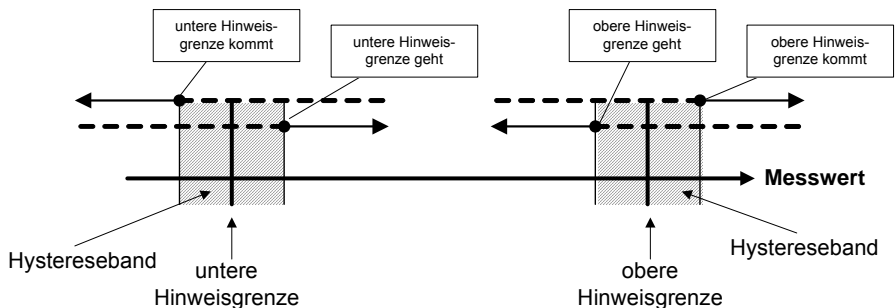 untere Hinweis-
grenze kommt
untere Hinweis-
grenze geht
obere Hinweis-
grenze geht
obere Hinweis-
grenze kommt
Messwert
Hystereseband
untere
Hinweisgrenze
obere
Hinweisgrenze
Hystereseband